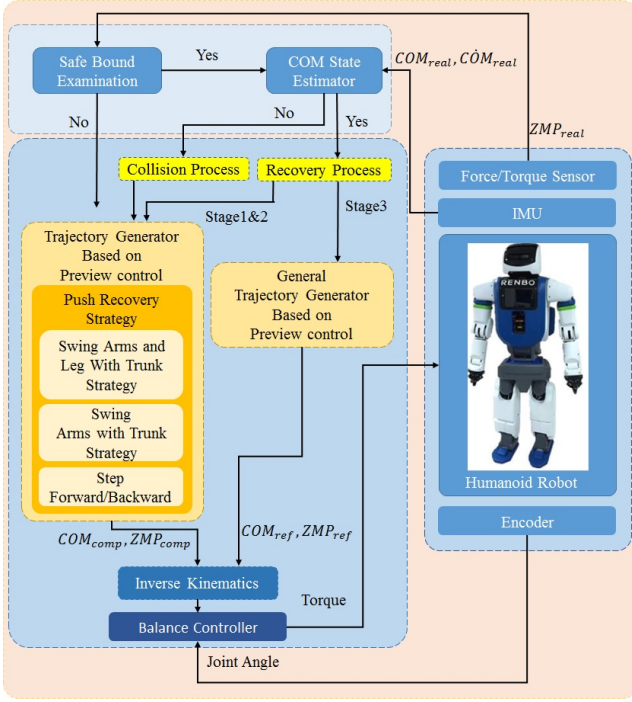 Safe Bound
Examination
Yes
COM State
Estimator
COM_real, CȮM_real
No
No
Yes
ZMP_real
Collision Process
Recovery Process
Force/Torque Sensor
IMU
Stage1&2
Stage3
Trajectory Generator
Based on
Preview control
Push Recovery
Strategy
Swing Arms and
Leg With Trunk
Strategy
Swing
Arms with Trunk
Strategy
Step
Forward/Backward
General
Trajectory Generator
Based on
Preview control
RENBO
Humanoid Robot
Encoder
COM_comp, ZMP_comp
COM_ref, ZMP_ref
Inverse Kinematics
Torque
Balance Controller
Joint Angle